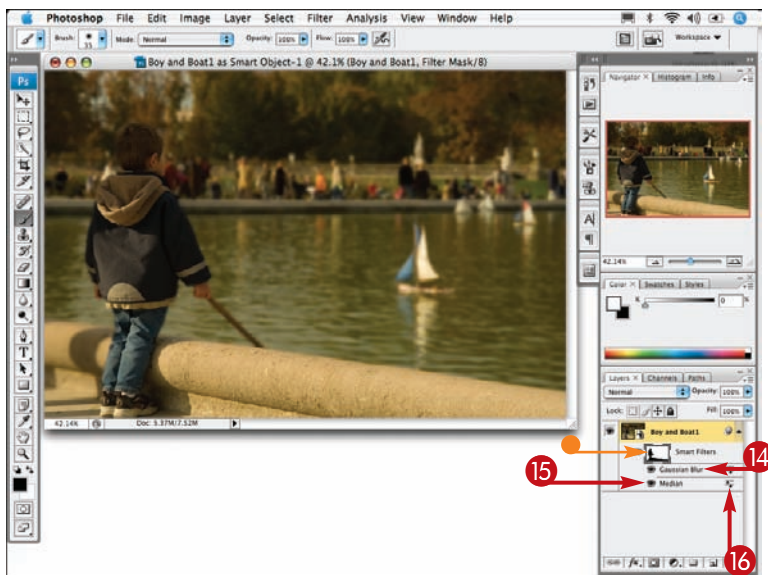 Photoshop File Edit Image Layer Select Filter Analysis View Window Help
Brush: 35 Mode: Normal Opacity: 100% Flow: 100% Workspace
Boy and Boat1 as Smart Object-1 @ 42.1% (Boy and Boat1, Filter Mask/8)
Ps
Navigator × Histogram Info
42.14%
Color × Swatches Styles
K 0 %
Layers × Channels Paths
Normal Opacity: 100%
Lock: Fill: 100%
Boy and Boat1
Smart Filters
Gaussian Blur
Median
14
15
16
42.14% Doc: 5.37M/7.52M